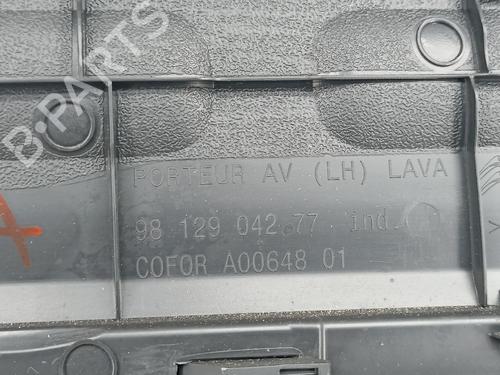 B-PARTS
PORTEUR AV (LH) LAVA
98 129 042 77 ind.
COFOR A00648 01